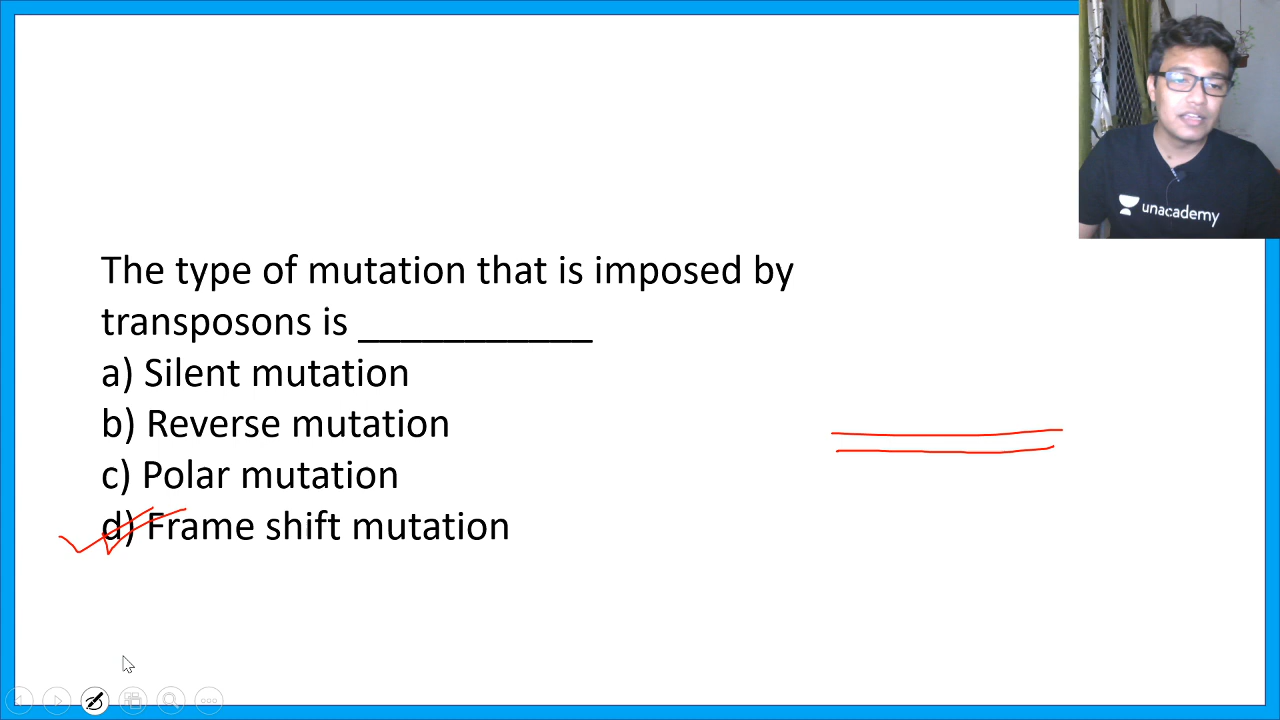 unacademy
The type of mutation that is imposed by
transposons is ___________
a) Silent mutation
b) Reverse mutation
c) Polar mutation
d) Frame shift mutation